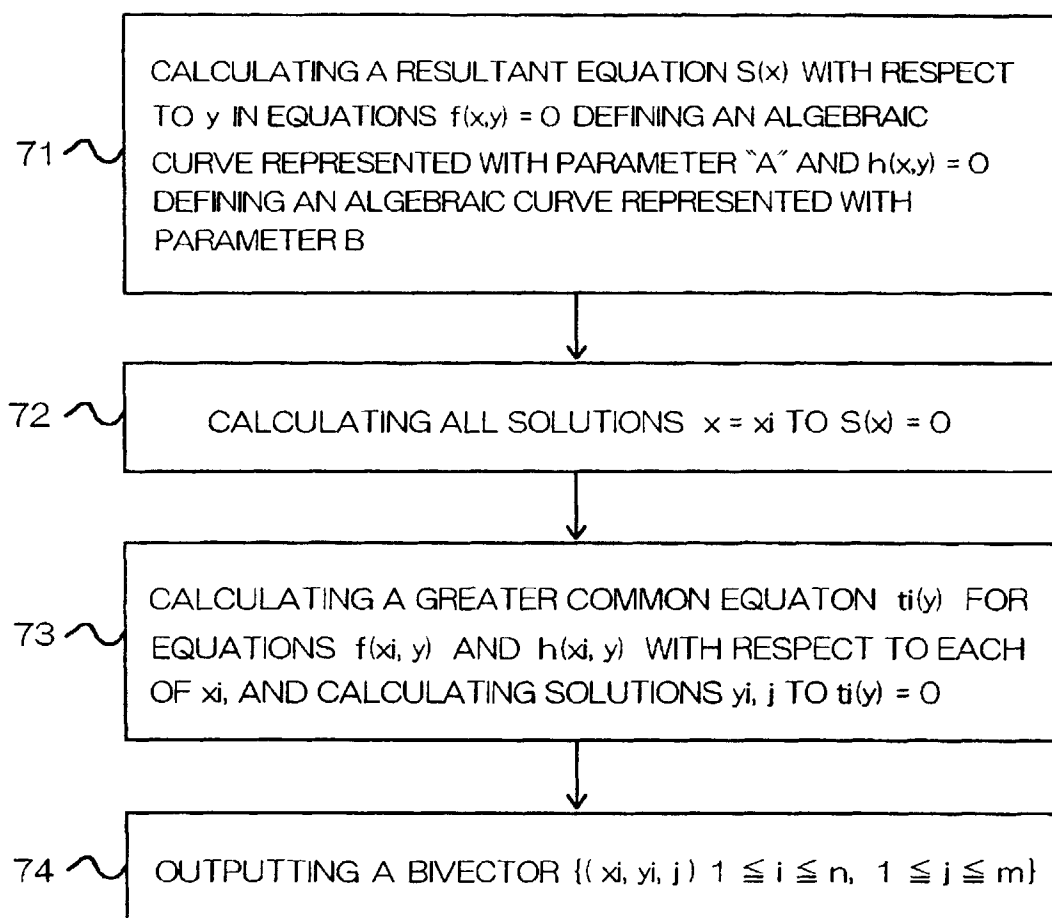 CALCULATING A RESULTANT EQUATION S(x) WITH RESPECT
TO y IN EQUATIONS f(x,y) = 0 DEFINING AN ALGEBRAIC
71
CURVE REPRESENTED WITH PARAMETER "A" AND h(x,y) = 0
DEFINING AN ALGEBRAIC CURVE REPRESENTED WITH
PARAMETER B
72
CALCULATING ALL SOLUTIONS x = xi TO S(x) = 0
CALCULATING A GREATER COMMON EQUATON ti(y) FOR
73
EQUATIONS f(xi, y) AND h(xi, y) WITH RESPECT TO EACH
OF xi, AND CALCULATING SOLUTIONS yi, j TO ti(y) = 0
74
OUTPUTTING A BIVECTOR {( xi, yi, j ) 1 ≦ i ≦ n, 1 ≦ j ≦ m}